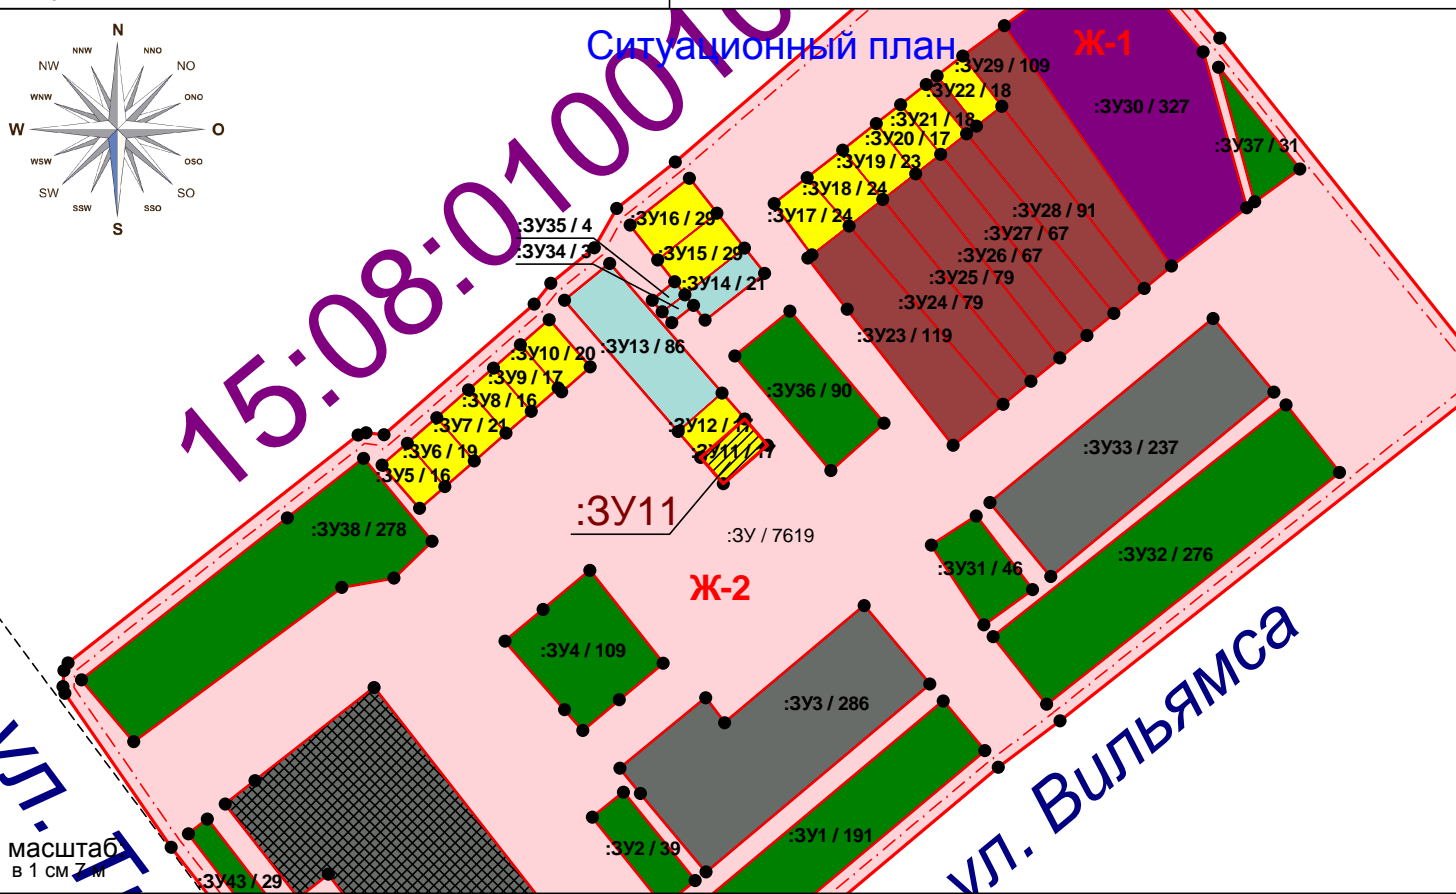 Ситуационный план
15:08:01001
Ж-1
N
NNW
NNO
NW
NO
WNW
ONO
W
O
WSW
OSO
SW
SO
SSW
SSO
S
:ЗУ29 / 109
:ЗУ22 / 18
:ЗУ30 / 327
:ЗУ21 / 18
:ЗУ20 / 17
:ЗУ37 / 31
:ЗУ19 / 23
:ЗУ18 / 24
:ЗУ17 / 24
:ЗУ28 / 91
:ЗУ27 / 67
:ЗУ26 / 67
:ЗУ25 / 79
:ЗУ24 / 79
:ЗУ23 / 119
:ЗУ16 / 29
:ЗУ35 / 4
:ЗУ34 / 3
:ЗУ15 / 29
:ЗУ14 / 21
:ЗУ13 / 86
:ЗУ10 / 20
:ЗУ9 / 17
:ЗУ8 / 16
:ЗУ7 / 21
:ЗУ6 / 19
:ЗУ5 / 16
:ЗУ36 / 90
:ЗУ12 / 17
:ЗУ11 / 17
:ЗУ33 / 237
:ЗУ11
:ЗУ38 / 278
:ЗУ / 7619
:ЗУ32 / 276
:ЗУ31 / 46
Ж-2
:ЗУ4 / 109
:ЗУ3 / 286
ул. Вильямса
:ЗУ1 / 191
:ЗУ2 / 39
ул.
масштаб:
в 1 см 7 м
:ЗУ43 / 29